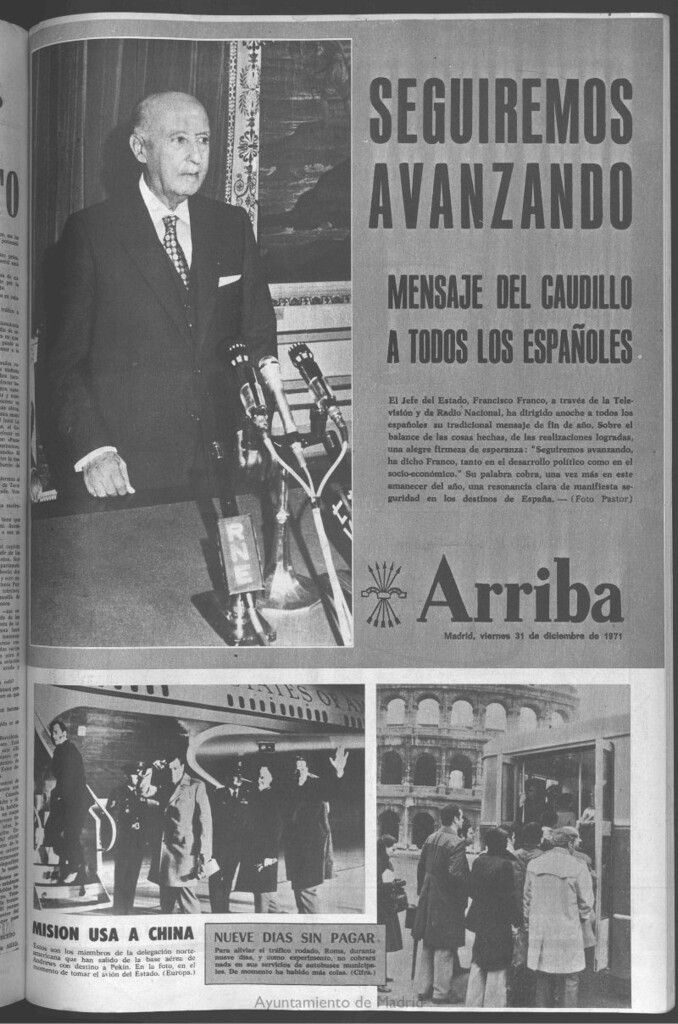 SEGUIREMOS
AVANZANDO
MENSAJE DEL CAUDILLO
A TODOS LOS ESPAÑOLES
El Jefe del Estado, Francisco Franco, a través de la Tele-
visión y de Radio Nacional, ha dirigido anoche a todos los
españoles su tradicional mensaje de fin de año. Sobre el
balance de las cosas hechas, de las realizaciones logradas,
una alegre firmeza de esperanza: "Seguiremos avanzando,
ha dicho Franco, tanto en el desarrollo político como en el
socio-económico." Su palabra cobra, una vez más en este
amanecer del año, una resonancia clara de manifiesta se-
guridad en los destinos de España. — (Foto Pastor)
RNE
Arriba
Madrid, viernes 31 de diciembre de 1971
STATES OF
MISION USA A CHINA
Estos son los miembros de la delegación norte-
americana que han salido de la base aérea de
Andrews con destino a Pekín. En la foto, en el
momento de tomar el avión del Estado. (Europa.)
NUEVE DIAS SIN PAGAR
Para aliviar el tráfico rodado, Roma, durante
nueve días, y como experimento, no cobrará
nada en sus servicios de autobuses municipa-
les. De momento ha habido más colas. (Cifra.)
Ayuntamiento de Madrid